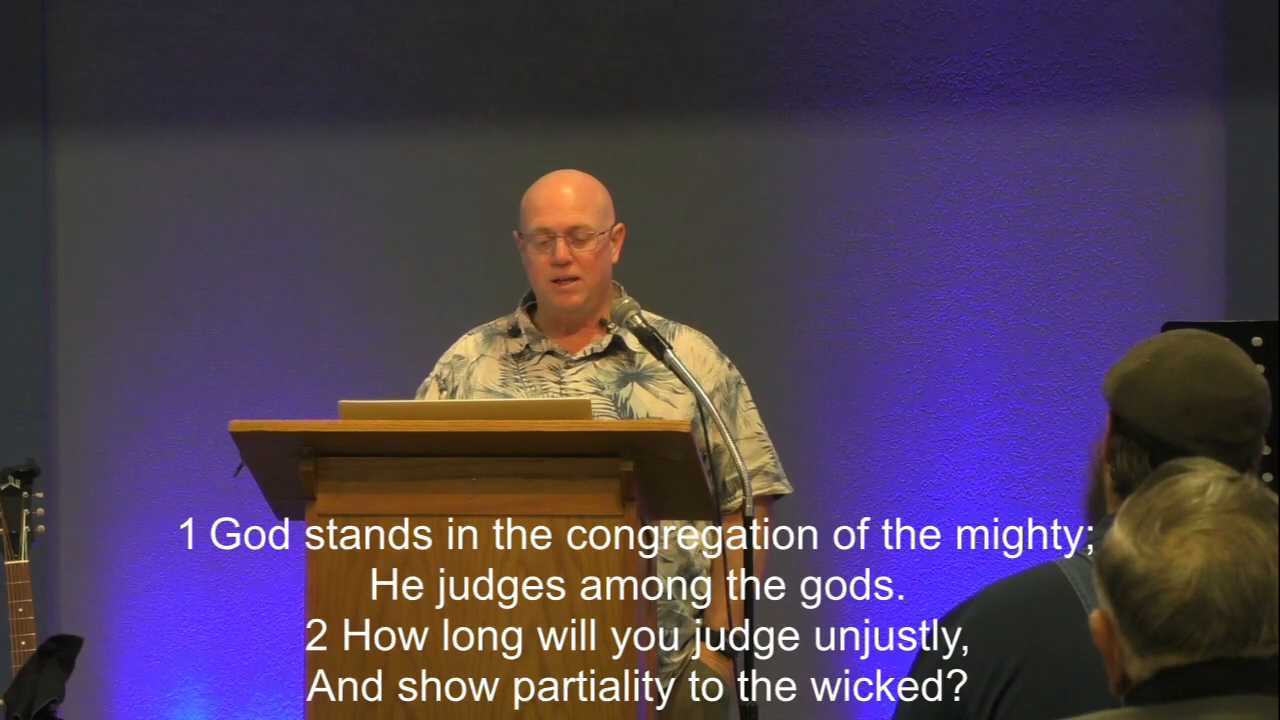 1 God stands in the congregation of the mighty;
He judges among the gods.
2 How long will you judge unjustly,
And show partiality to the wicked?